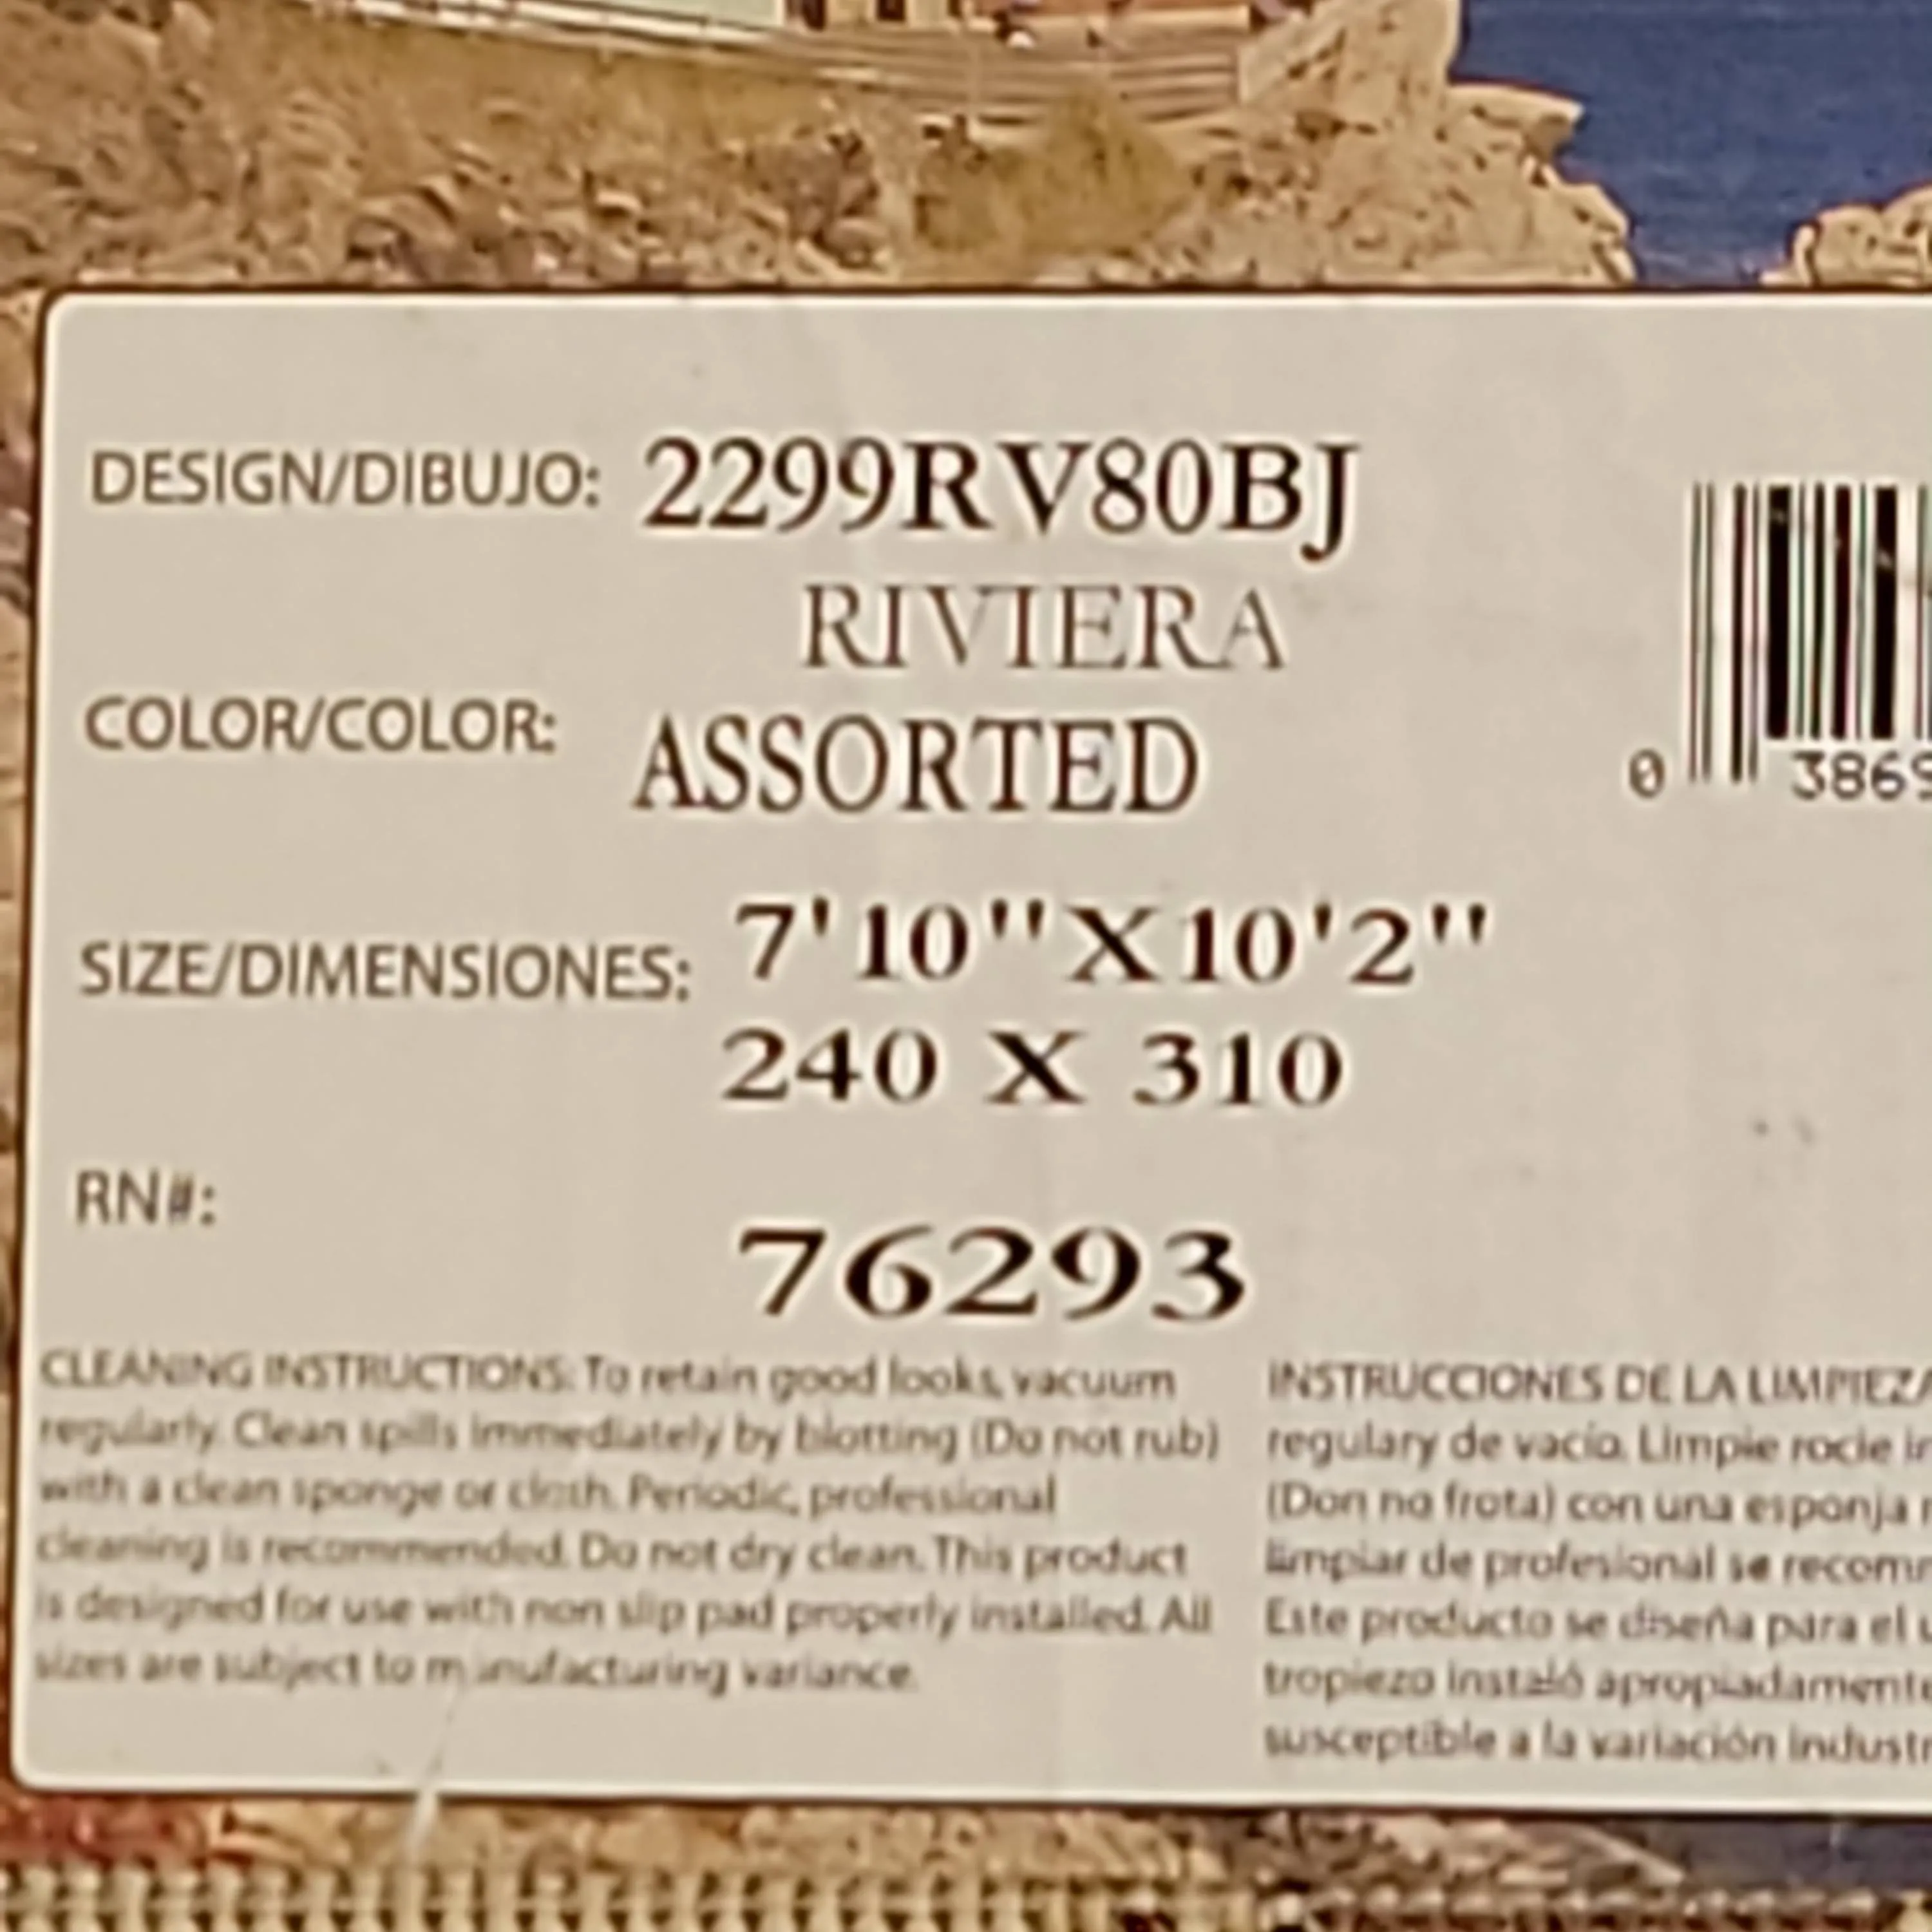 DESIGN/DIBUJO: 2299RV80BJ
RIVIERA
COLOR/COLOR: ASSORTED
0 3869
SIZE/DIMENSIONES: 7'10''X10'2''
240 X 310
RN#:
76293
CLEANING INSTRUCTIONS: To retain good looks, vacuum
regularly. Clean spills immediately by blotting (Do not rub)
with a clean sponge or cloth. Periodic, professional
cleaning is recommended. Do not dry clean. This product
is designed for use with non slip pad properly installed. All
sizes are subject to manufacturing variance.
INSTRUCCIONES DE LA LIMPIEZA
regulary de vacío. Limpie rocie
(Don no frota) con una esponja
limpiar de profesional se
Este producto se diseña para el
tropiezo instaló
susceptible a la variación